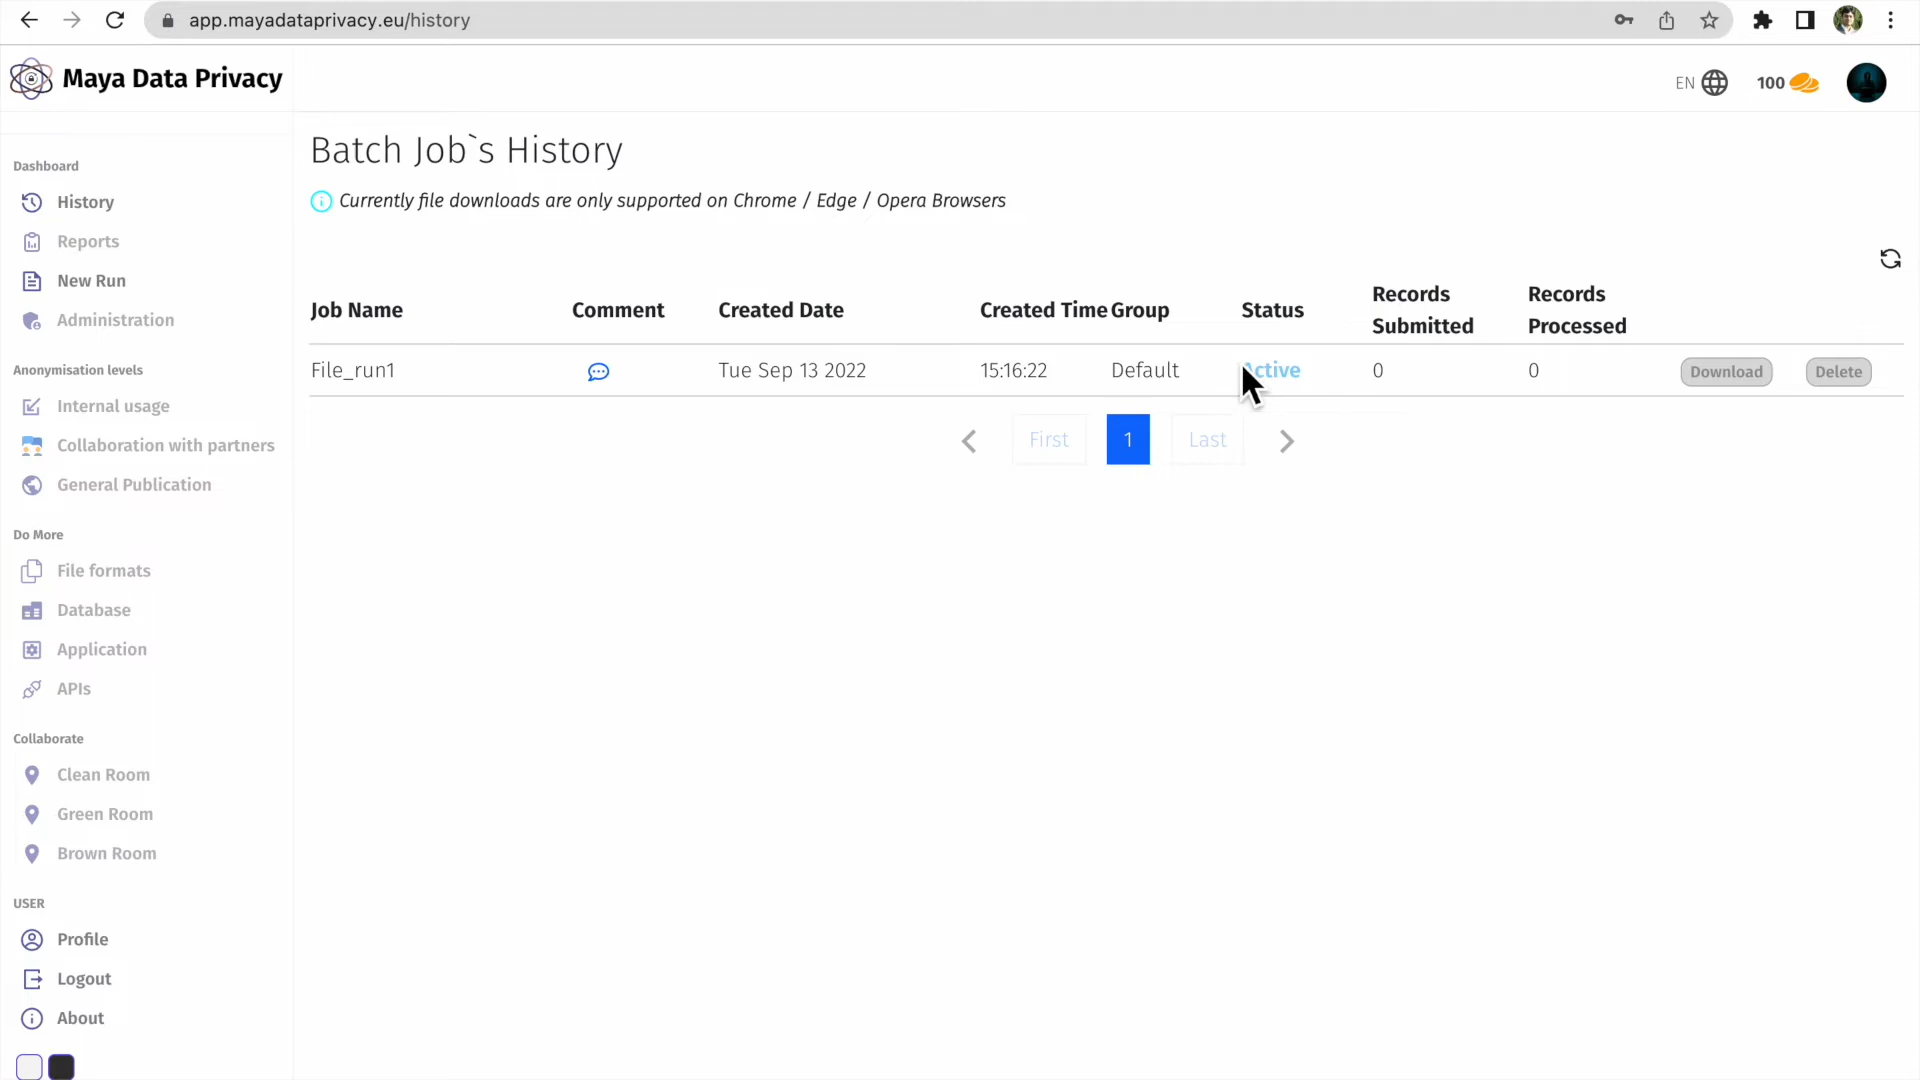 app.mayadataprivacy.eu/history
Maya Data Privacy
EN
100
Dashboard
History
Reports
New Run
Administration
Anonymisation levels
Internal usage
Collaboration with partners
General Publication
Do More
File formats
Database
Application
APIs
Collaborate
Clean Room
Green Room
Brown Room
USER
Profile
Logout
About
Batch Job`s History
Currently file downloads are only supported on Chrome / Edge / Opera Browsers
Job Name Comment Created Date Created Time Group Status Records Submitted Records Processed
File_run1 Tue Sep 13 2022 15:16:22 Default Active 0 0 Download Delete
First 1 Last